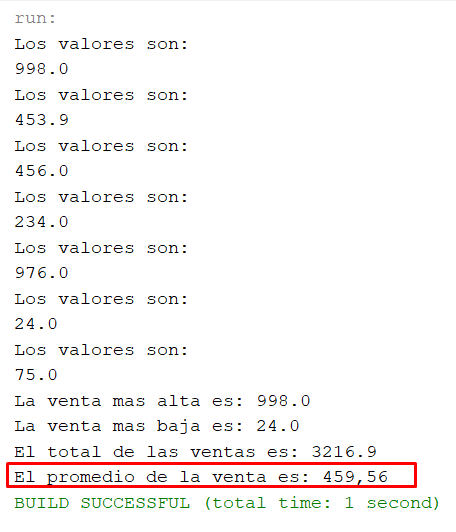 run:
Los valores son:
998.0
Los valores son:
453.9
Los valores son:
456.0
Los valores son:
234.0
Los valores son:
976.0
Los valores son:
24.0
Los valores son:
75.0
La venta mas alta es: 998.0
La venta mas baja es: 24.0
El total de las ventas es: 3216.9
El promedio de la venta es: 459,56
BUILD SUCCESSFUL (total time: 1 second)